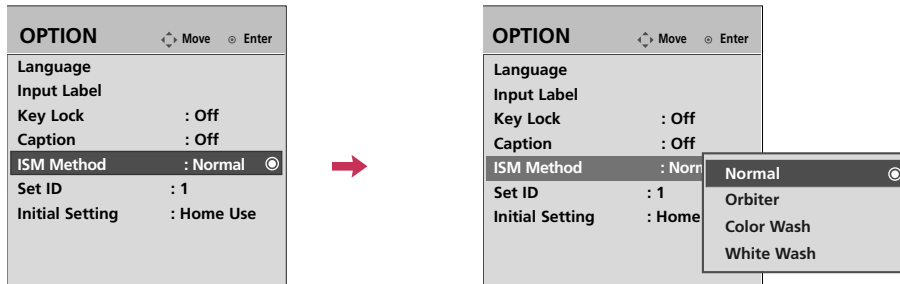 OPTION Move Enter
Language
Input Label
Key Lock : Off
Caption : Off
ISM Method : Normal
Set ID : 1
Initial Setting : Home Use
OPTION Move Enter
Language
Input Label
Key Lock : Off
Caption : Off
ISM Method : Norm
Set ID : 1
Initial Setting : Home
Normal
Orbiter
Color Wash
White Wash